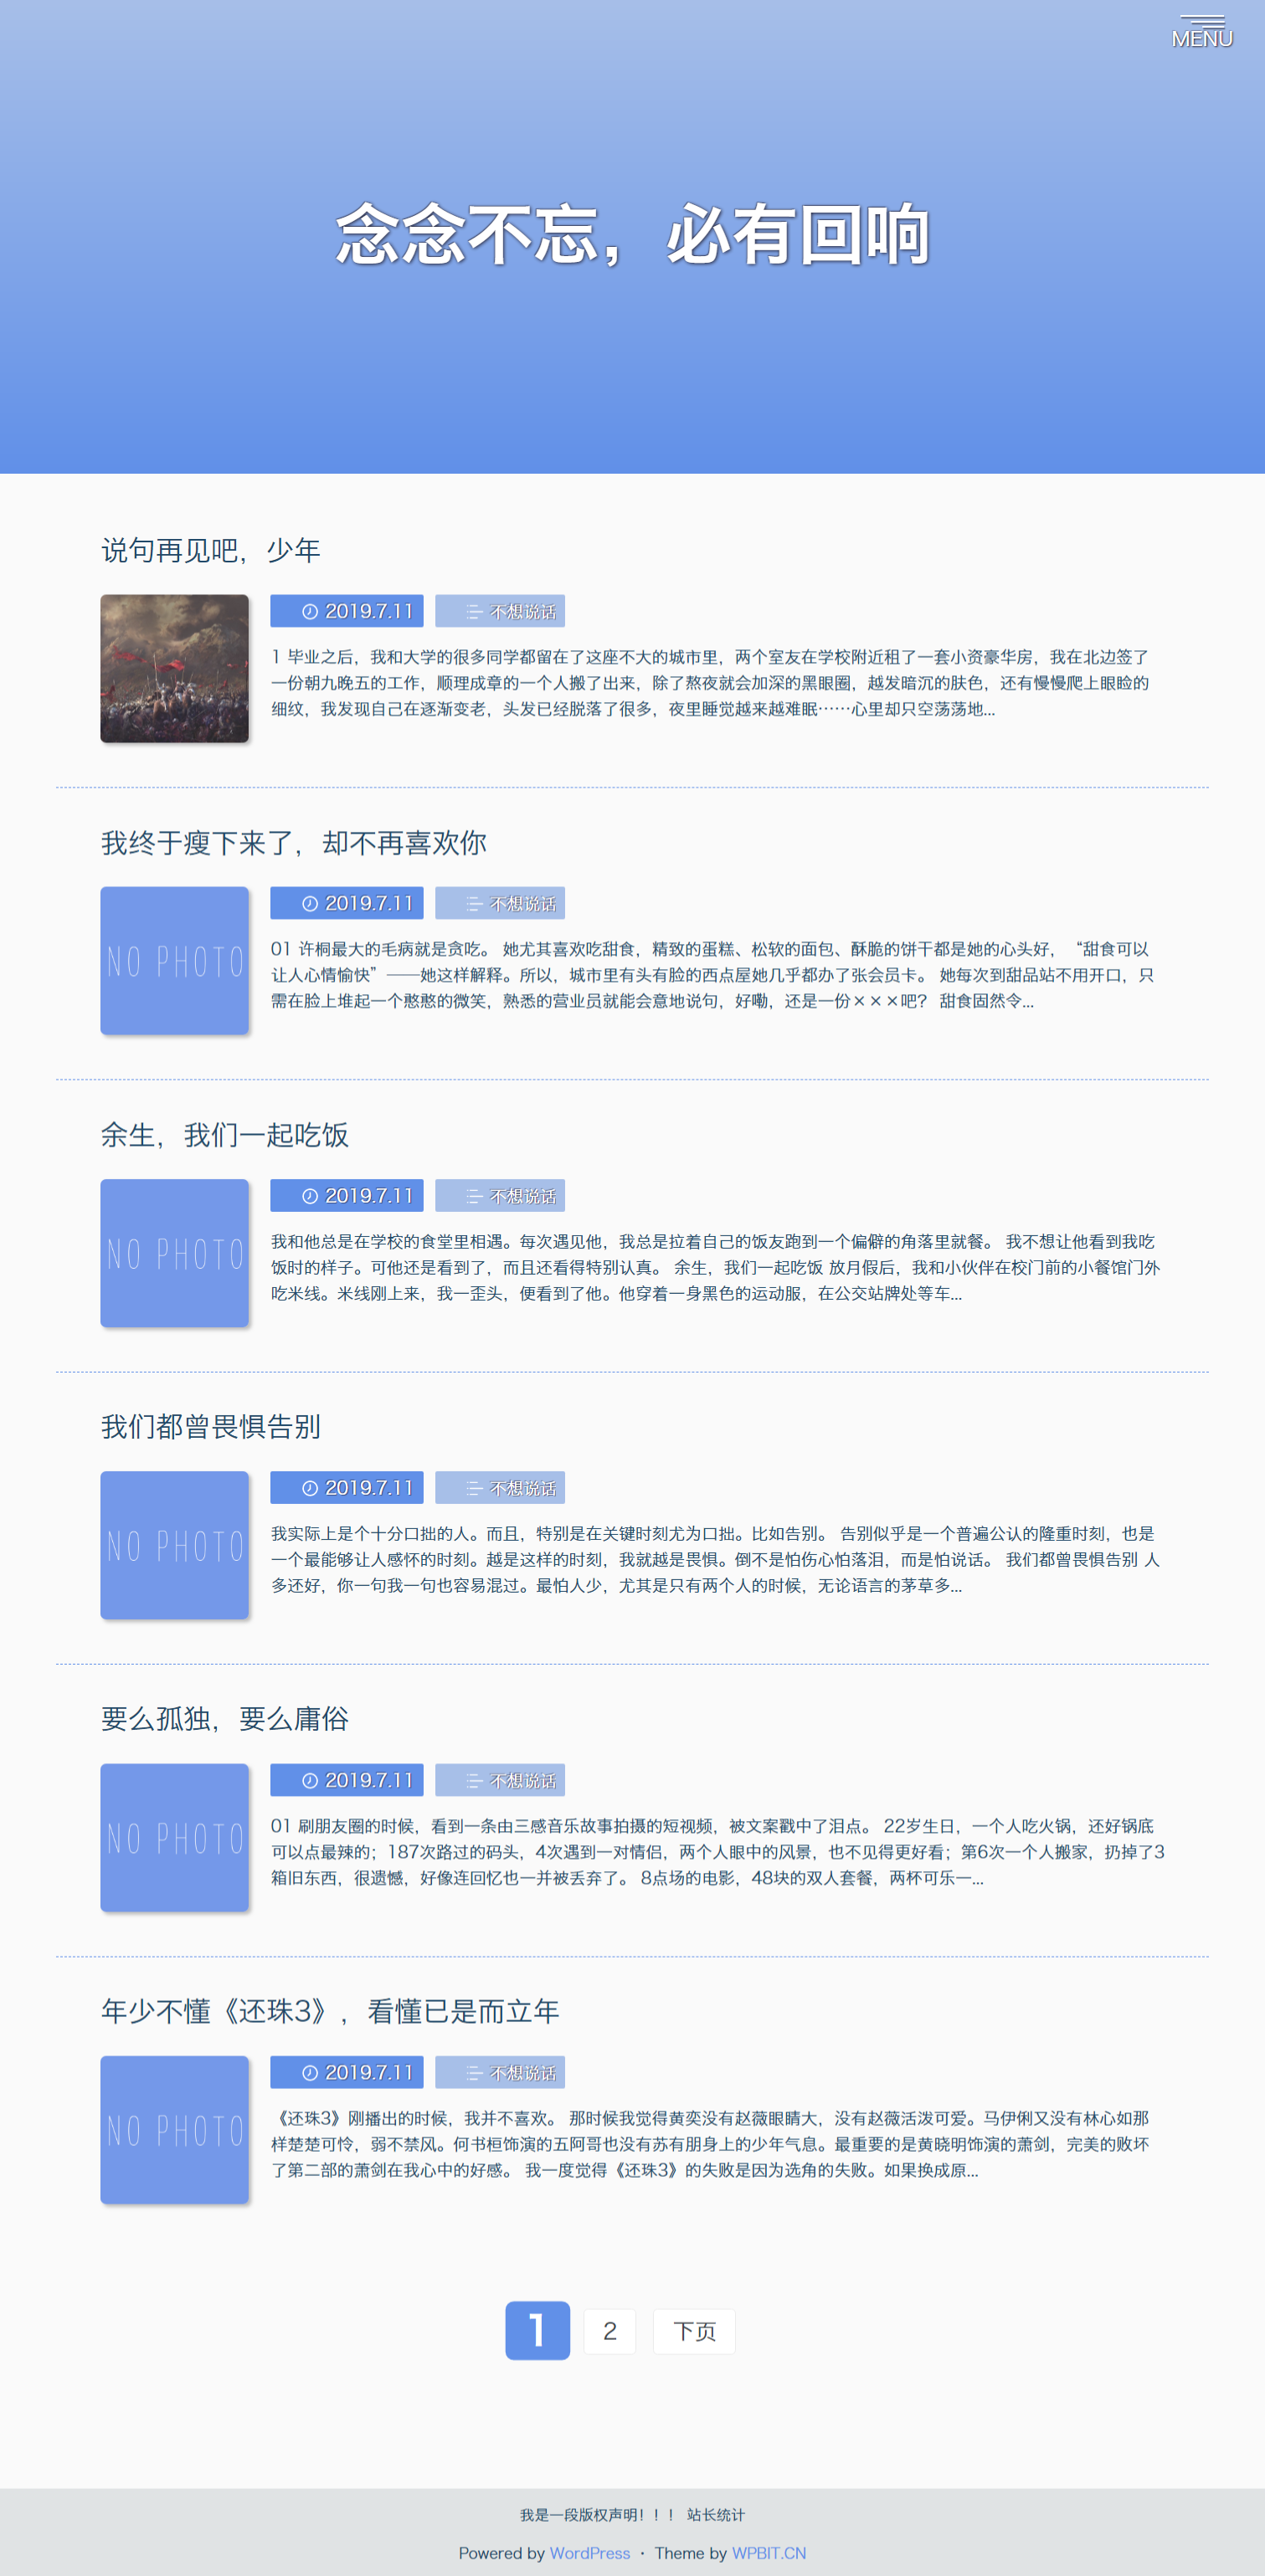 MENU
念念不忘，必有回响
说句再见吧，少年
2019.7.11 不想说话
1 毕业之后，我和大学的很多同学都留在了这座不大的城市里，两个室友在学校附近租了一套小资豪华房，我在北边签了
一份朝九晚五的工作，顺理成章的一个人搬了出来，除了熬夜就会加深的黑眼圈，越发暗沉的肤色，还有慢慢爬上眼睑的
细纹，我发现自己在逐渐变老，头发已经脱落了很多，夜里睡觉越来越难眠……心里却只空荡荡地...
我终于瘦下来了，却不再喜欢你
NO PHOTO
2019.7.11 不想说话
01 许桐最大的毛病就是贪吃。 她尤其喜欢吃甜食，精致的蛋糕、松软的面包、酥脆的饼干都是她的心头好，“甜食可以
让人心情愉快”——她这样解释。所以，城市里有头有脸的西点屋她几乎都办了张会员卡。 她每次到甜品站不用开口，只
需在脸上堆起一个憨憨的微笑，熟悉的营业员就能会意地说句，好嘞，还是一份×××吧？ 甜食固然令...
余生，我们一起吃饭
NO PHOTO
2019.7.11 不想说话
我和他总是在学校的食堂里相遇。每次遇见他，我总是拉着自己的饭友跑到一个偏僻的角落里就餐。 我不想让他看到我吃
饭时的样子。可他还是看到了，而且还看得特别认真。 余生，我们一起吃饭 放月假后，我和小伙伴在校门前的小餐馆门外
吃米线。米线刚上来，我一歪头，便看到了他。他穿着一身黑色的运动服，在公交站牌处等车...
我们都曾畏惧告别
NO PHOTO
2019.7.11 不想说话
我实际上是个十分口拙的人。而且，特别是在关键时刻尤为口拙。比如告别。 告别似乎是一个普遍公认的隆重时刻，也是
一个最能够让人感怀的时刻。越是这样的时刻，我就越是畏惧。倒不是怕伤心怕落泪，而是怕说话。 我们都曾畏惧告别 人
多还好，你一句我一句也容易混过。最怕人少，尤其是只有两个人的时候，无论语言的茅草多...
要么孤独，要么庸俗
NO PHOTO
2019.7.11 不想说话
01 刷朋友圈的时候，看到一条由三感音乐故事拍摄的短视频，被文案戳中了泪点。 22岁生日，一个人吃火锅，还好锅底
可以点最辣的；187次路过的码头，4次遇到一对情侣，两个人眼中的风景，也不见得更好看；第6次一个人搬家，扔掉了3
箱旧东西，很遗憾，好像连回忆也一并被丢弃了。 8点场的电影，48块的双人套餐，两杯可乐一...
年少不懂《还珠3》，看懂已是而立年
NO PHOTO
2019.7.11 不想说话
《还珠3》刚播出的时候，我并不喜欢。 那时候我觉得黄奕没有赵薇眼睛大，没有赵薇活泼可爱。马伊俐又没有林心如那
样楚楚可怜，弱不禁风。何书桓饰演的五阿哥也没有苏有朋身上的少年气息。最重要的是黄晓明饰演的萧剑，完美的败坏
了第二部的萧剑在我心中的好感。 我一度觉得《还珠3》的失败是因为选角的失败。如果换成原...
1 2 下页
我是一段版权声明！！！ 站长统计
Powered by WordPress · Theme by WPBIT.CN